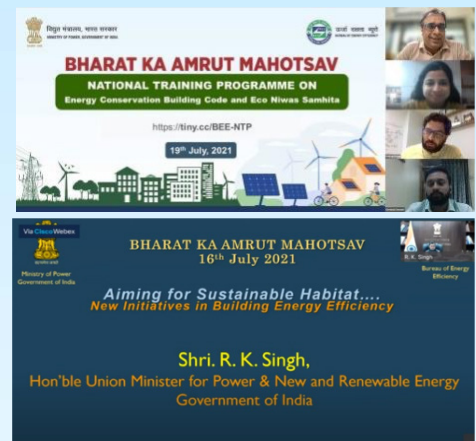 विद्युत मंत्रालय, भारत सरकार
MINISTRY OF POWER, GOVERNMENT OF INDIA
ऊर्जा दक्षता ब्यूरो
BUREAU OF ENERGY EFFICIENCY
BHARAT KA AMRUT MAHOTSAV
NATIONAL TRAINING PROGRAMME ON
Energy Conservation Building Code and Eco Niwas Samhita
https://tiny.cc/BEE-NTP
19th July, 2021
Via Cisco Webex
Ministry of Power
Government of India
BHARAT KA AMRUT MAHOTSAV
16th July 2021
R. K. Singh
Bureau of Energy
Efficiency
Aiming for Sustainable Habitat....
New Initiatives in Building Energy Efficiency
Shri. R. K. Singh,
Hon'ble Union Minister for Power & New and Renewable Energy
Government of India